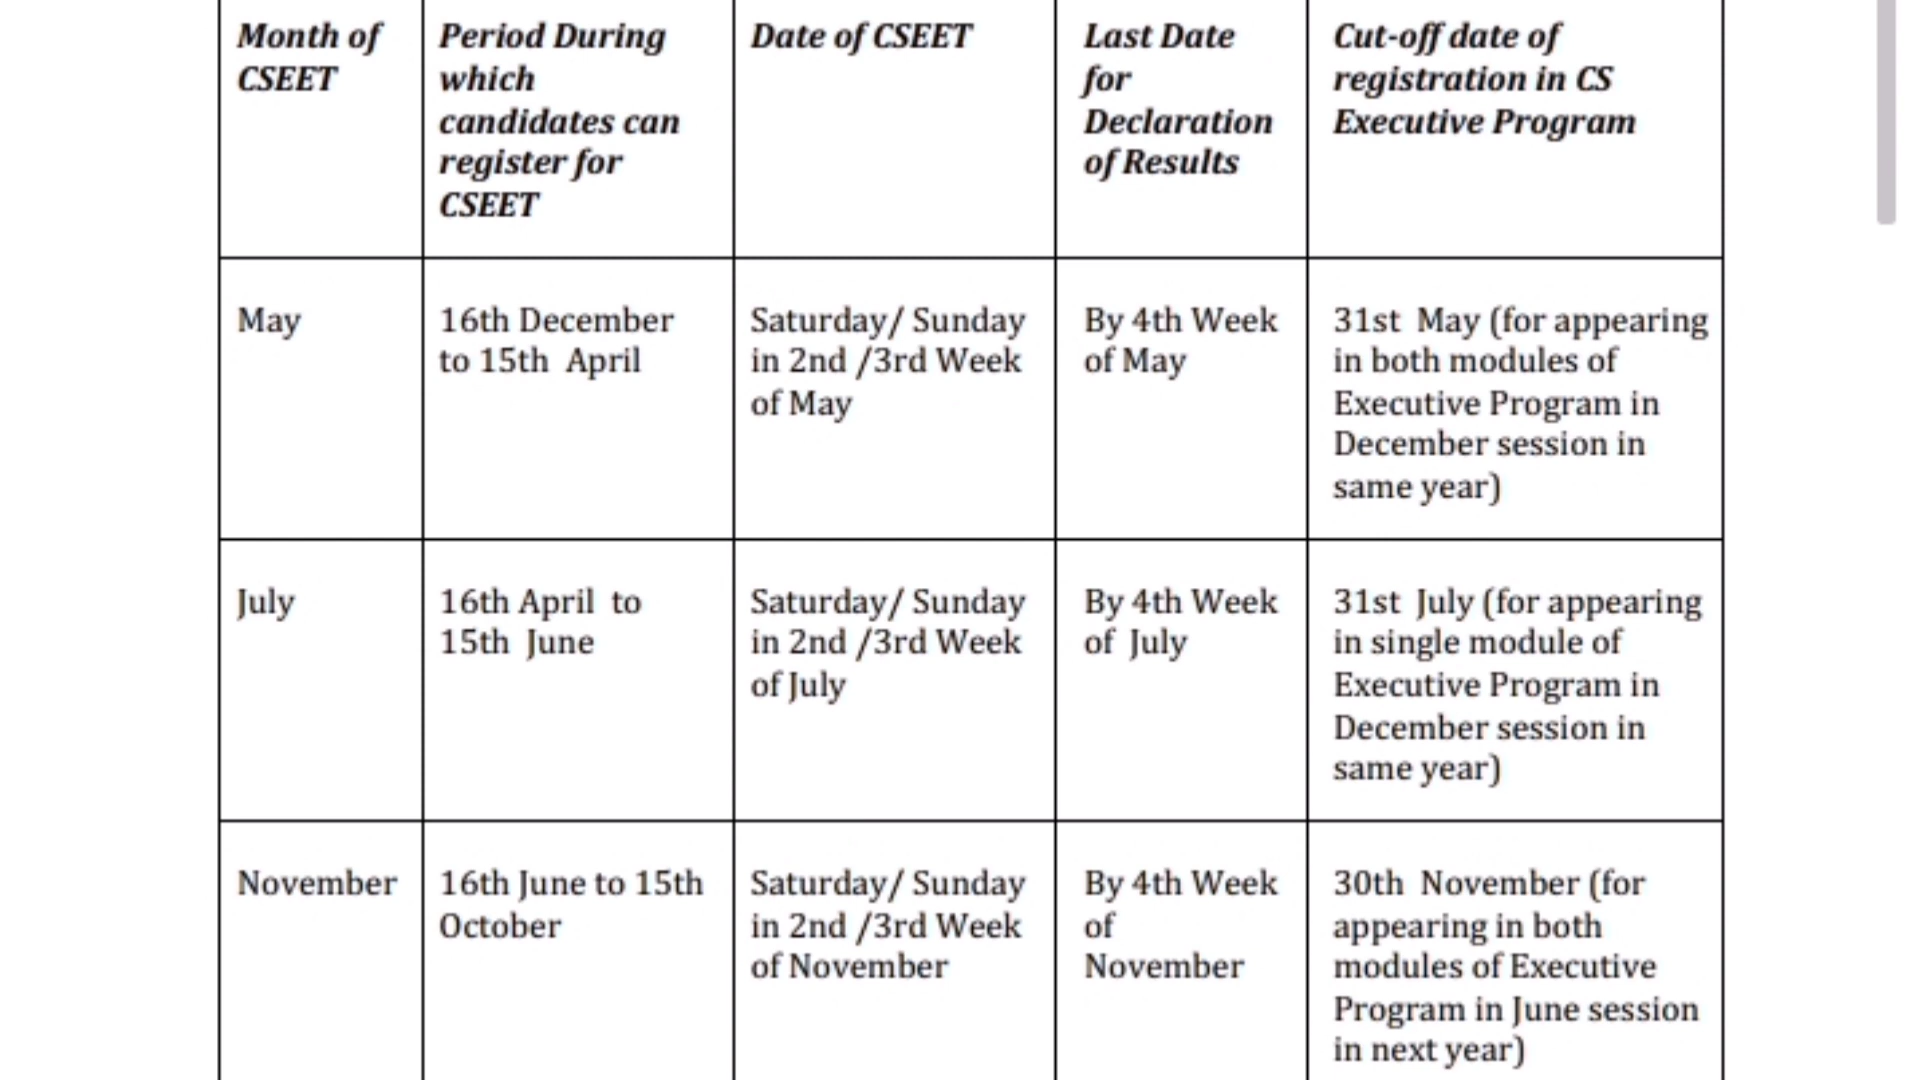 Month of
CSEET
Period During
which
candidates can
register for
CSEET
Date of CSEET
Last Date
for
Declaration
of Results
Cut-off date of
registration in CS
Executive Program
May
16th December
to 15th April
Saturday/ Sunday
in 2nd /3rd Week
of May
By 4th Week
of May
31st May (for appearing
in both modules of
Executive Program in
December session in
same year)
July
16th April to
15th June
Saturday/ Sunday
in 2nd /3rd Week
of July
By 4th Week
of July
31st July (for appearing
in single module of
Executive Program in
December session in
same year)
November
16th June to 15th
October
Saturday/ Sunday
in 2nd /3rd Week
of November
By 4th Week
of
November
30th November (for
appearing in both
modules of Executive
Program in June session
in next year)